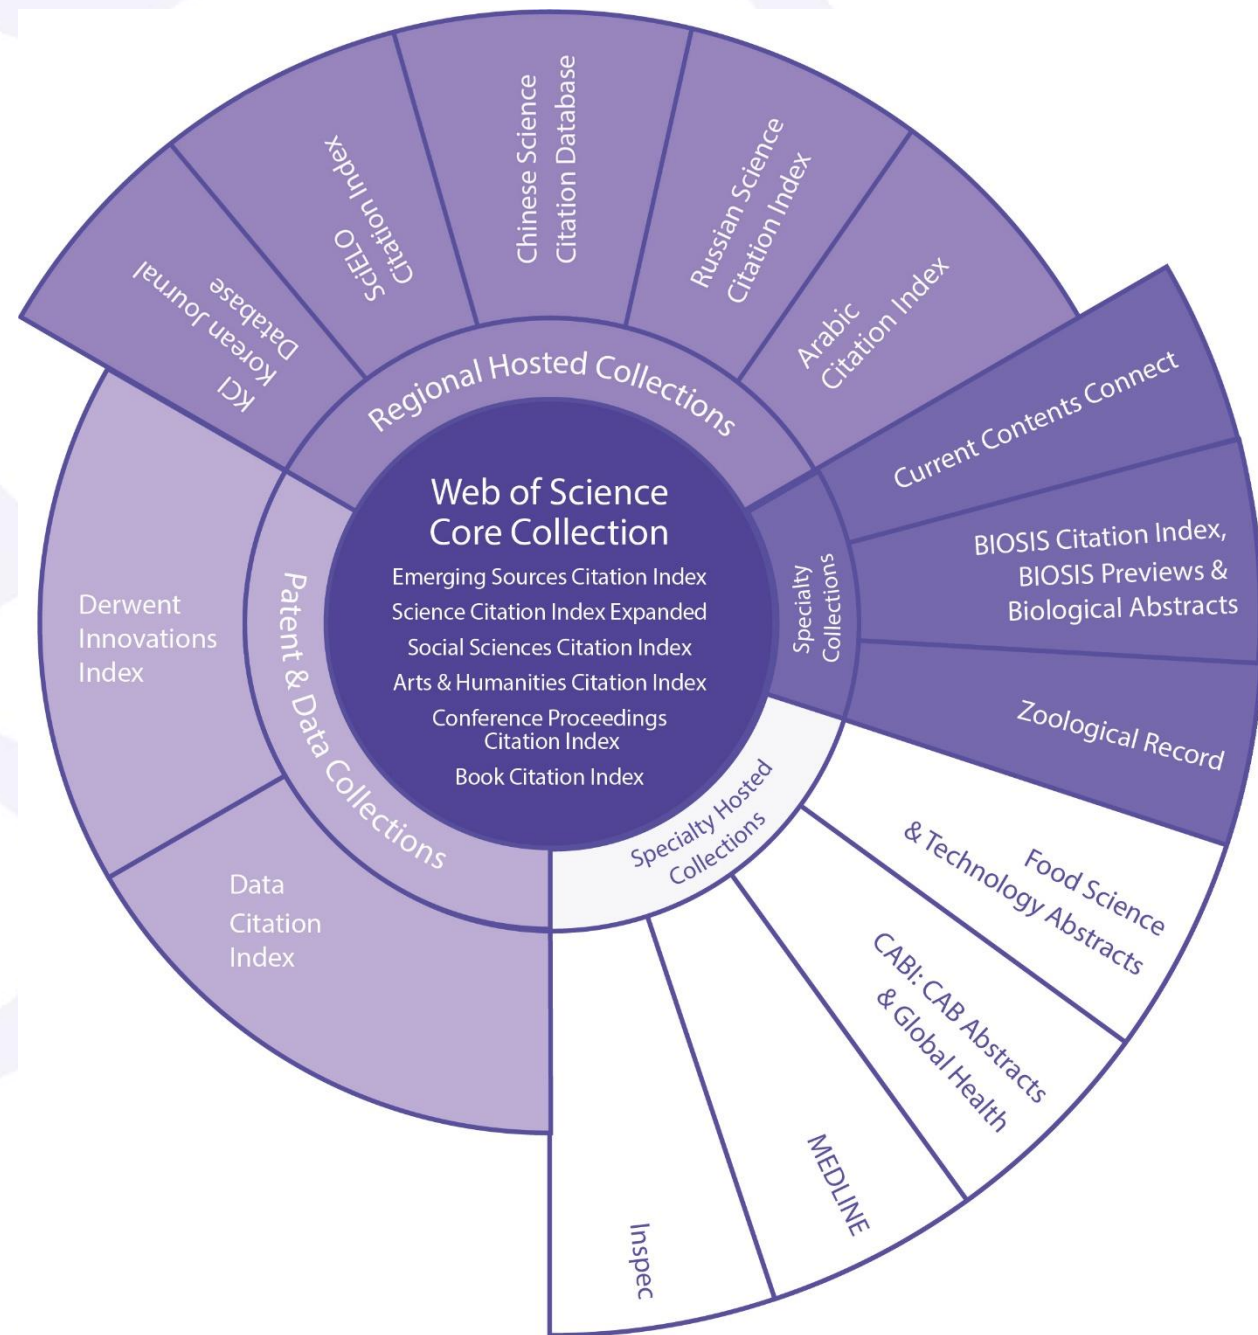 Web of Science
Core Collection
Emerging Sources Citation Index
Science Citation Index Expanded
Social Sciences Citation Index
Arts & Humanities Citation Index
Conference Proceedings
Citation Index
Book Citation Index
Regional Hosted Collections
KCI
Korean Journal
Database
SciELO
Citation Index
Chinese Science
Citation Database
Russian Science
Citation Index
Arabic
Citation Index
Specialty
Collections
Current Contents Connect
BIOSIS Citation Index,
BIOSIS Previews &
Biological Abstracts
Zoological Record
Specialty Hosted
Collections
Food Science
& Technology Abstracts
CABI: CAB Abstracts
& Global Health
MEDLINE
Inspec
Patent & Data Collections
Data
Citation
Index
Derwent
Innovations
Index